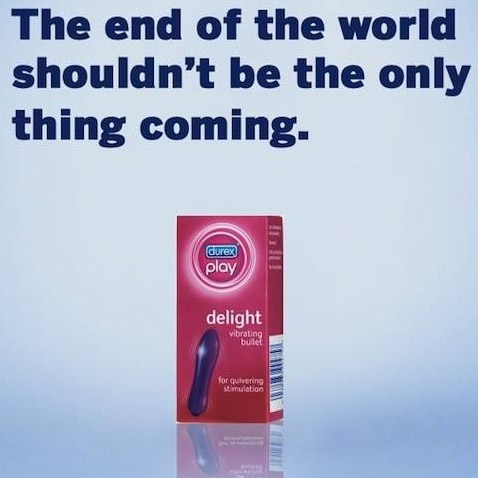 The end of the world
shouldn't be the only
thing coming.
durex
play
delight
vibrating
bullet
for quivering
stimulation